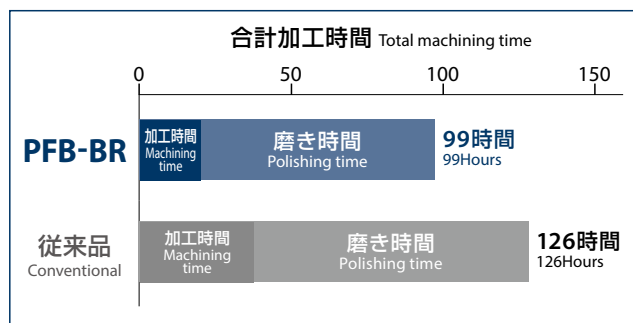 合計加工時間 Total machining time
0 50 100 150
PFB-BR
加工時間
Machining
time
磨き時間
Polishing time
99時間
99Hours
従来品
Conventional
加工時間
Machining
time
磨き時間
Polishing time
126時間
126Hours